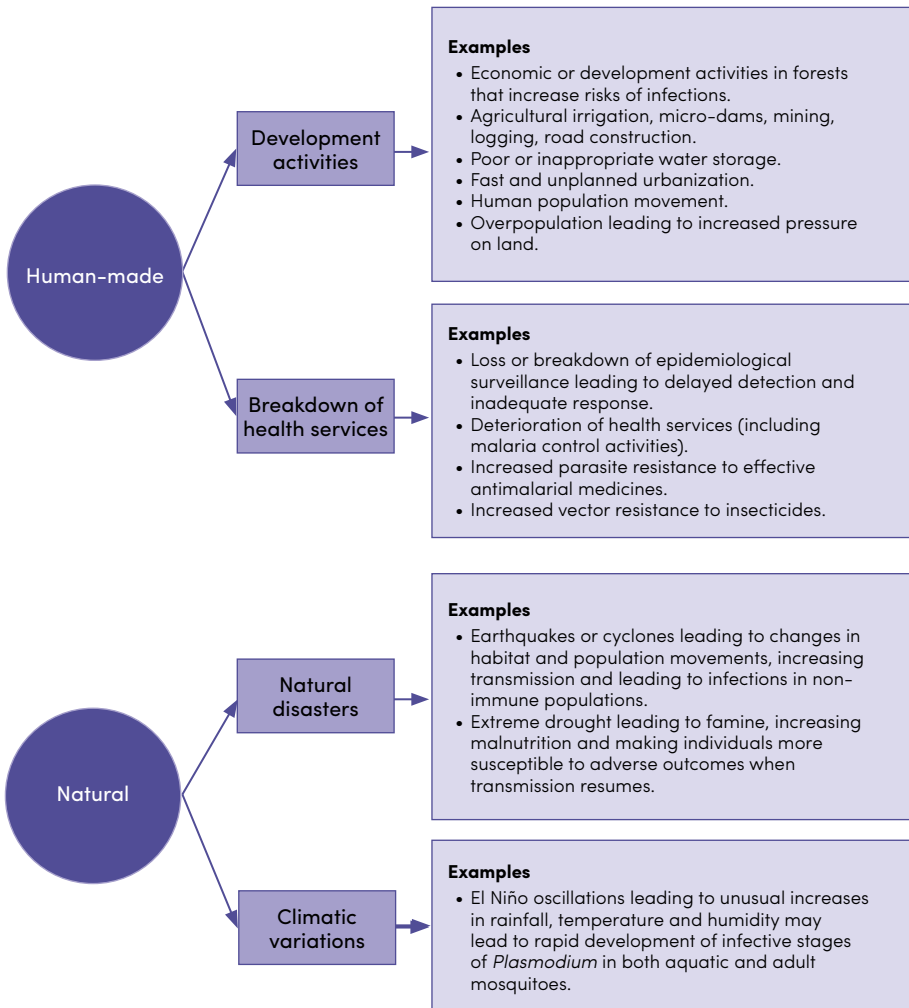 Human-made
Development
activities
Examples
• Economic or development activities in forests
that increase risks of infections.
• Agricultural irrigation, micro-dams, mining,
logging, road construction.
• Poor or inappropriate water storage.
• Fast and unplanned urbanization.
• Human population movement.
• Overpopulation leading to increased pressure
on land.
Breakdown of
health services
Examples
• Loss or breakdown of epidemiological
surveillance leading to delayed detection and
inadequate response.
• Deterioration of health services (including
malaria control activities).
• Increased parasite resistance to effective
antimalarial medicines.
• Increased vector resistance to insecticides.
Natural
Natural
disasters
Examples
• Earthquakes or cyclones leading to changes in
habitat and population movements, increasing
transmission and leading to infections in non-
immune populations.
• Extreme drought leading to famine, increasing
malnutrition and making individuals more
susceptible to adverse outcomes when
transmission resumes.
Climatic
variations
Examples
• El Niño oscillations leading to unusual increases
in rainfall, temperature and humidity may
lead to rapid development of infective stages
of Plasmodium in both aquatic and adult
mosquitoes.